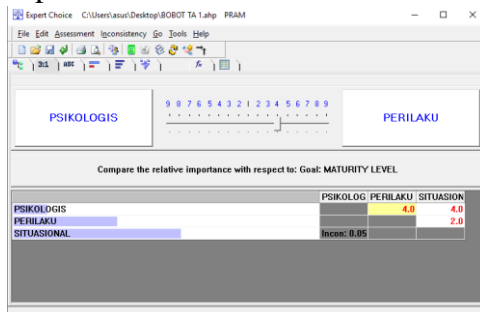 Expert Choice C:\Users\asus\Desktop\BOBOT TA 1.ahp PRAM
File Edit Assessment Inconsistency Go Tools Help
3:1 ABC
9 8 7 6 5 4 3 2 1 2 3 4 5 6 7 8 9
PSIKOLOGIS PERILAKU
Compare the relative importance with respect to: Goal: MATURITY LEVEL
PSIKOLOG PERILAKU SITUASION
PSIKOLOGIS 4.0 4.0
PERILAKU 2.0
SITUASIONAL Incon: 0.05